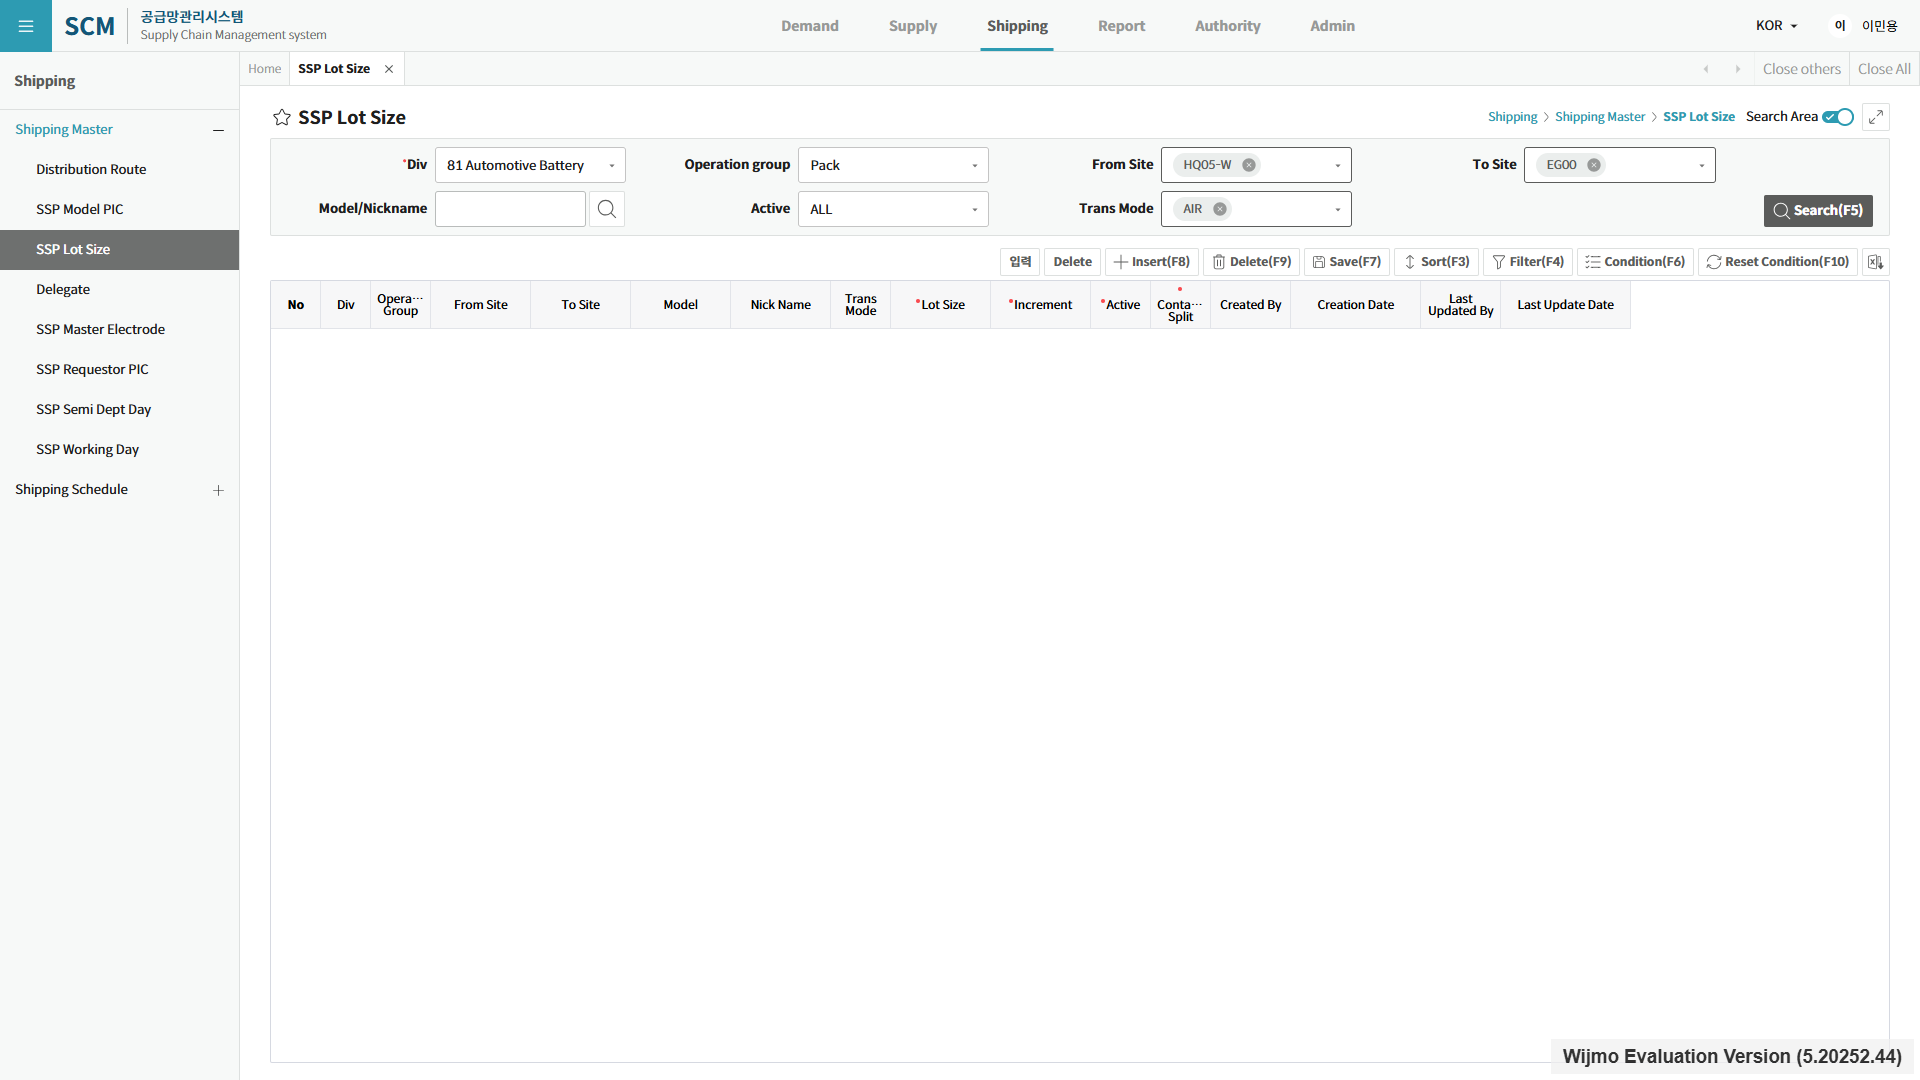 SCM
공급망관리시스템
Supply Chain Management system
Demand
Supply
Shipping
Report
Authority
Admin
KOR
이
이민용
Shipping
Home
SSP Lot Size
Close others
Close All
Shipping Master
Distribution Route
SSP Model PIC
SSP Lot Size
Delegate
SSP Master Electrode
SSP Requestor PIC
SSP Semi Dept Day
SSP Working Day
Shipping Schedule
SSP Lot Size
Shipping > Shipping Master > SSP Lot Size
Search Area
*Div
81 Automotive Battery
Operation group
Pack
From Site
HQ05-W
To Site
EG00
Model/Nickname
Active
ALL
Trans Mode
AIR
Search(F5)
입력
Delete
Insert(F8)
Delete(F9)
Save(F7)
Sort(F3)
Filter(F4)
Condition(F6)
Reset Condition(F10)
No
Div
Opera…
Group
From Site
To Site
Model
Nick Name
Trans
Mode
*Lot Size
*Increment
*Active
*
Conta…
Split
Created By
Creation Date
Last
Updated By
Last Update Date
Wijmo Evaluation Version (5.20252.44)